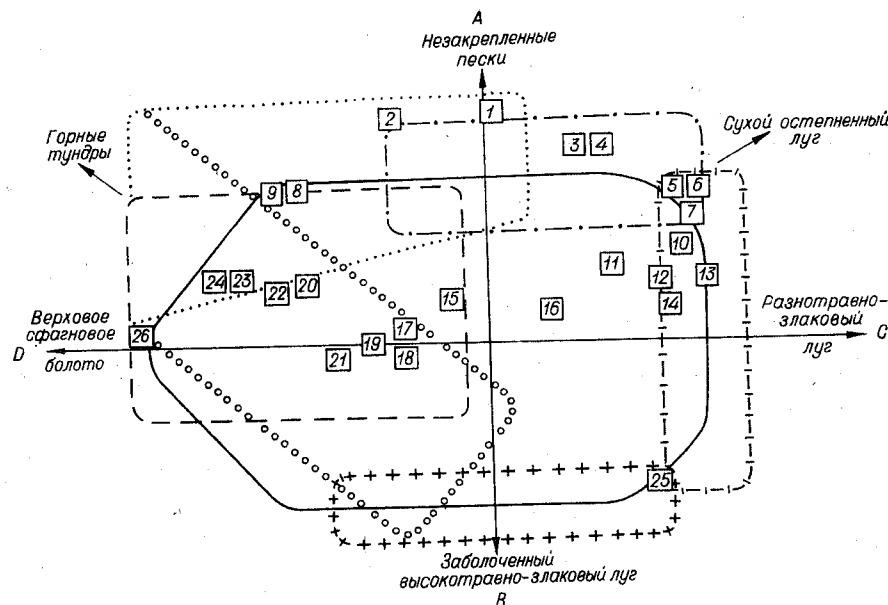 A
Незакрепленные
пески
2
1
Сухой остепненный
луг
Горные
тундры
3
4
5
6
9
8
7
10
11
12
13
24
23
22
20
15
14
16
Верховое
сфагновое
Разнотравно-
злаковый
26
17
D
болото
21
19
18
луг
C
25
Заболоченный
высокотравно-злаковый луг
B